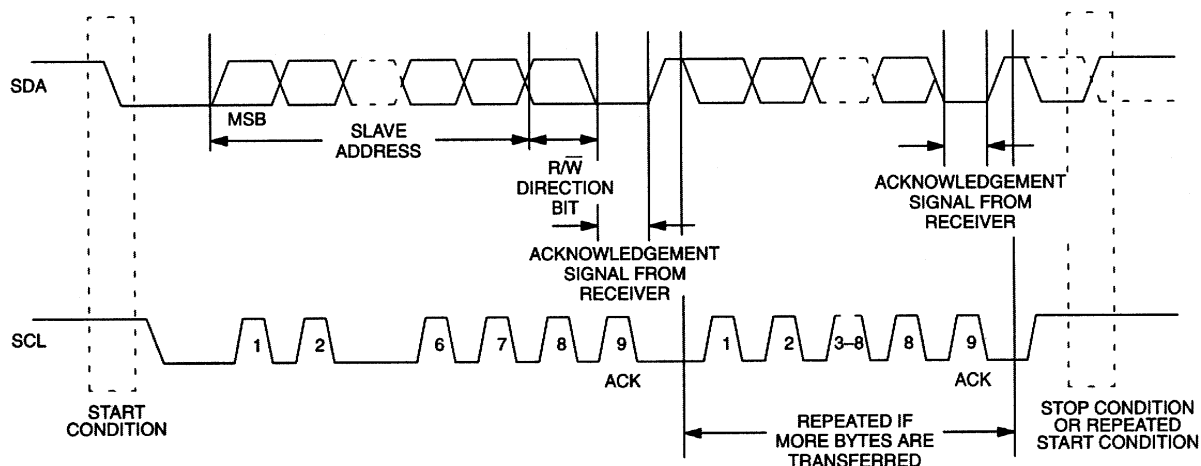 SDA
MSB
SLAVE
ADDRESS
R/W̅
DIRECTION
BIT
ACKNOWLEDGEMENT
SIGNAL FROM
RECEIVER
ACKNOWLEDGEMENT
SIGNAL FROM
RECEIVER
SCL
1 2 6 7 8 9 1 2 3–8 8 9
ACK ACK
START
CONDITION
REPEATED IF
MORE BYTES ARE
TRANSFERRED
STOP CONDITION
OR REPEATED
START CONDITION